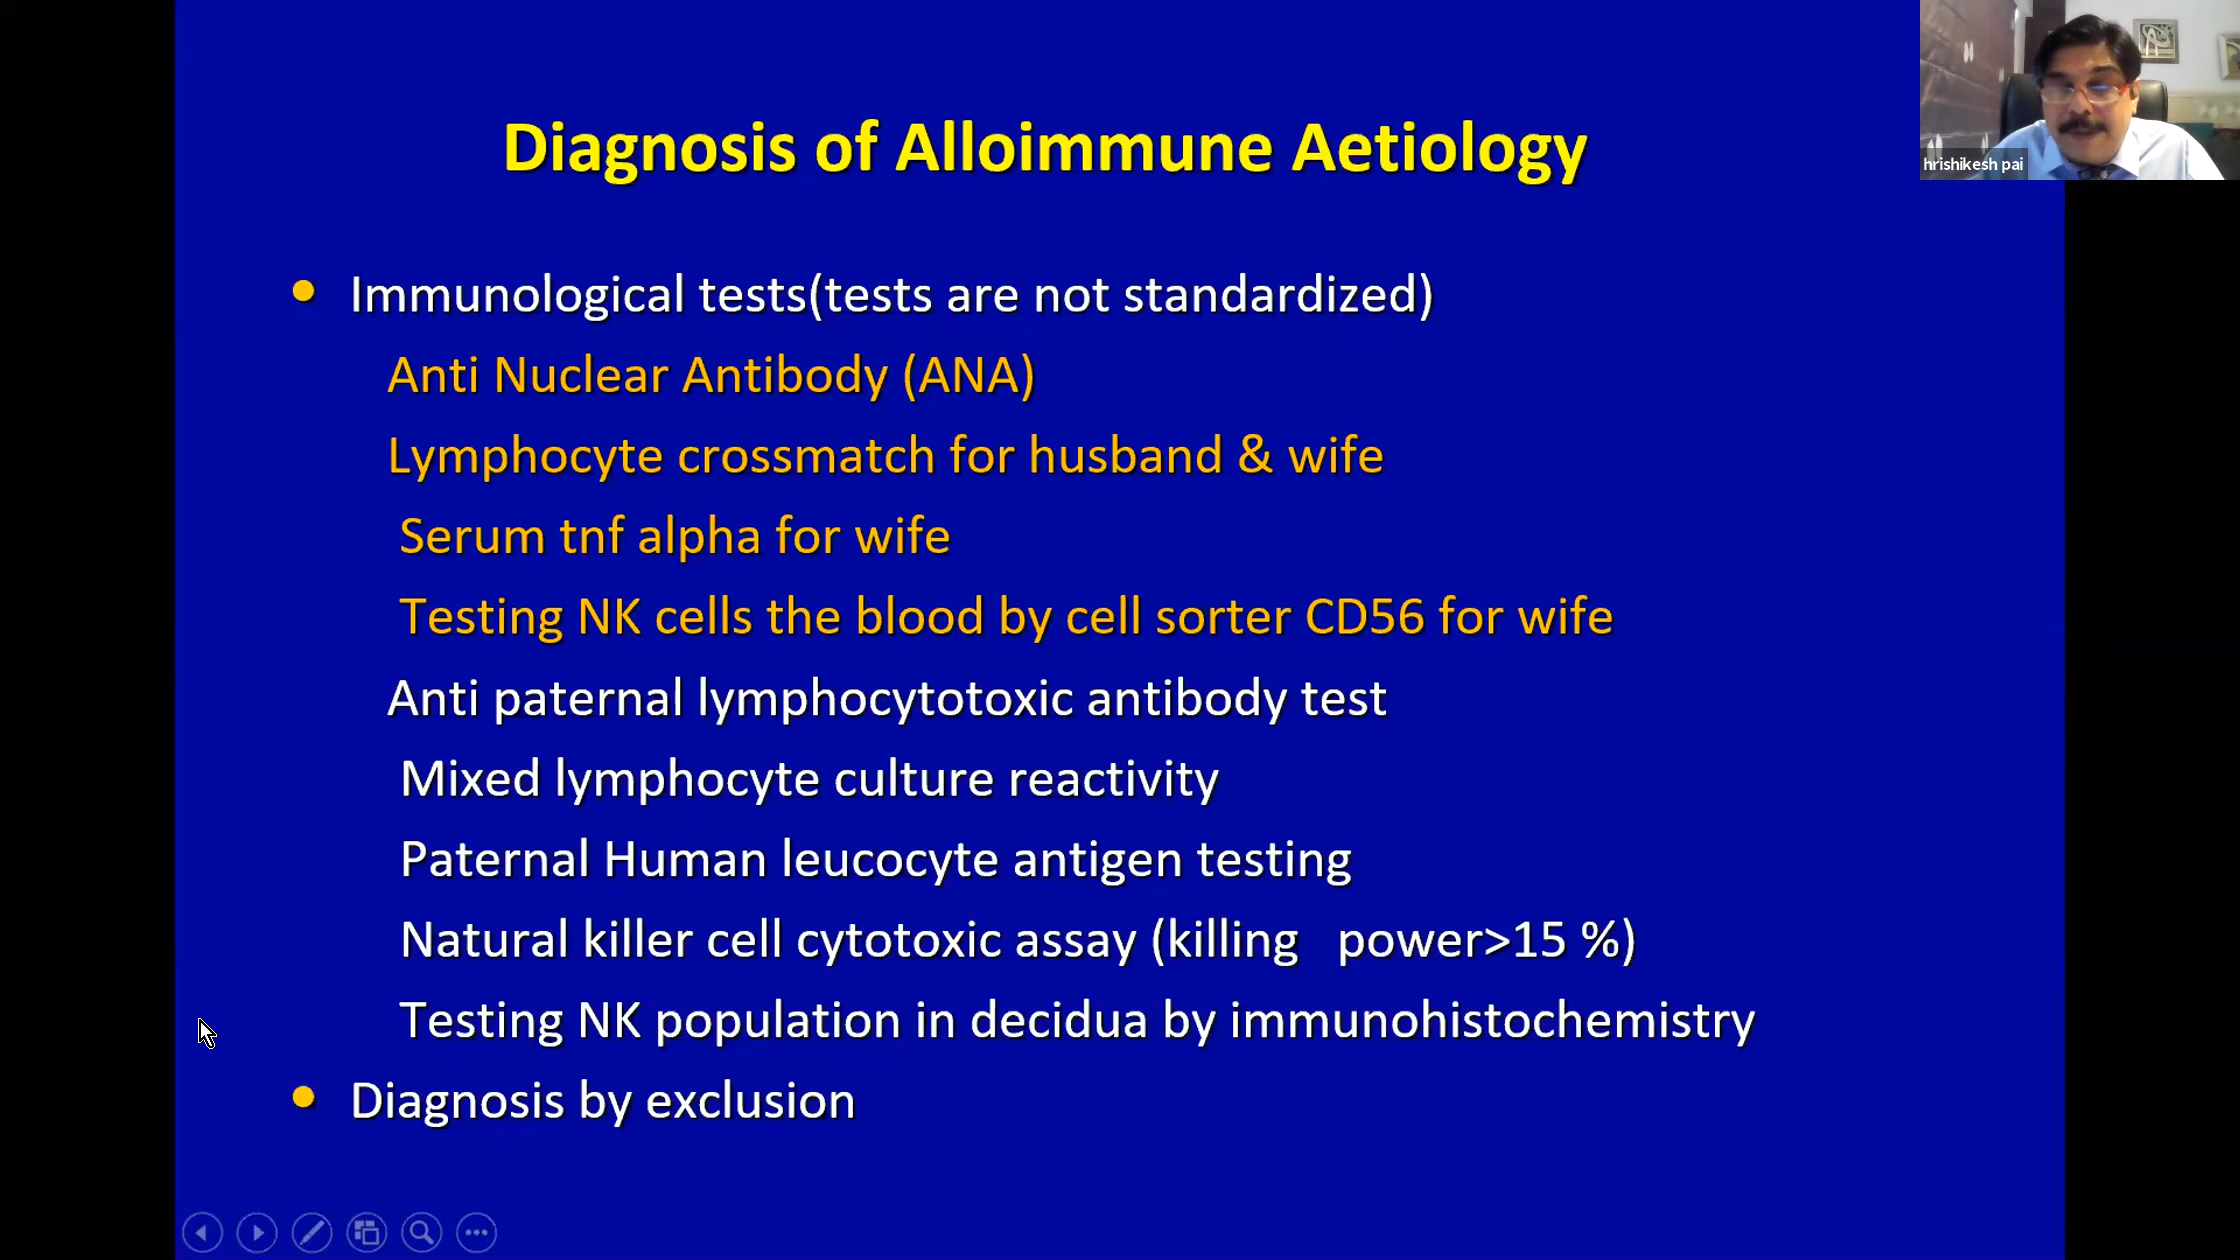 Diagnosis of Alloimmune Aetiology
hrishikesh pai
Immunological tests(tests are not standardized)
Anti Nuclear Antibody (ANA)
Lymphocyte crossmatch for husband & wife
Serum tnf alpha for wife
Testing NK cells the blood by cell sorter CD56 for wife
Anti paternal lymphocytotoxic antibody test
Mixed lymphocyte culture reactivity
Paternal Human leucocyte antigen testing
Natural killer cell cytotoxic assay (killing power>15 %)
Testing NK population in decidua by immunohistochemistry
Diagnosis by exclusion